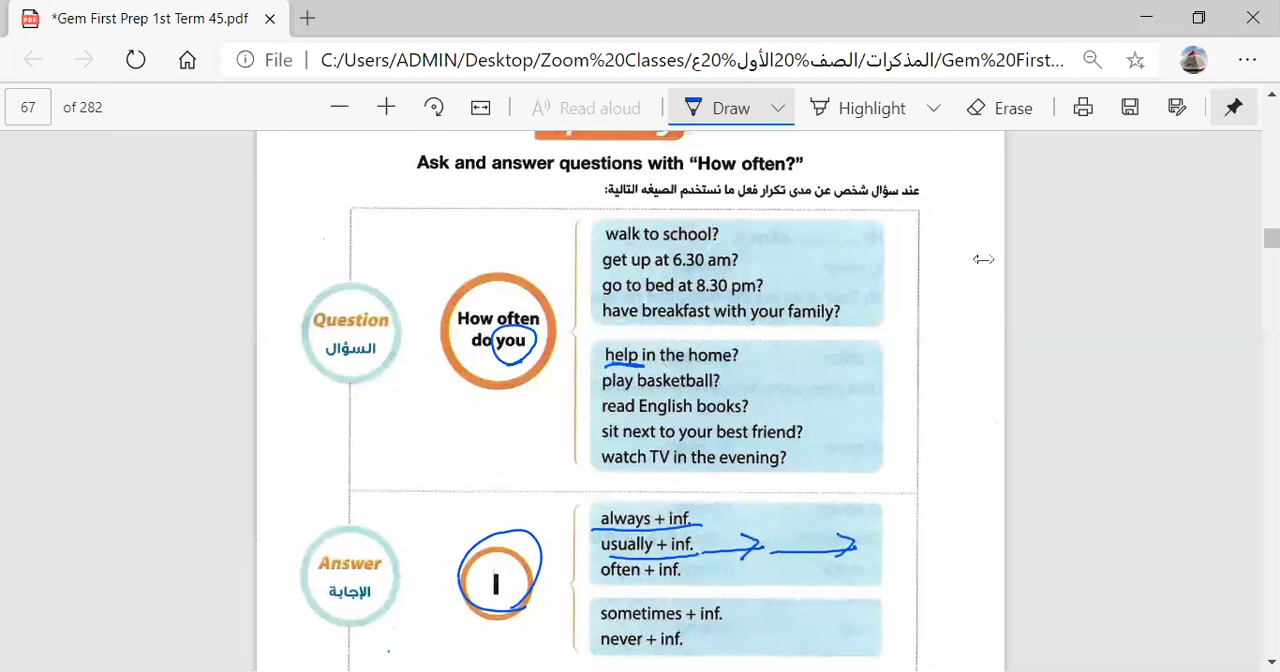 *Gem First Prep 1st Term 45.pdf
File
C:/Users/ADMIN/Desktop/Zoom%20Classes/المذكرات/الصف%20الأول%20ع/Gem%20First...
67 of 282
Read aloud
Draw
Highlight
Erase
Ask and answer questions with “How often?”
عند سؤال شخص عن مدى تكرار فعل ما نستخدم الصيغه التالية:
Question
السؤال
How often
do you
walk to school?
get up at 6.30 am?
go to bed at 8.30 pm?
have breakfast with your family?
help in the home?
play basketball?
read English books?
sit next to your best friend?
watch TV in the evening?
Answer
الإجابة
I
always + inf.
usually + inf.
often + inf.
sometimes + inf.
never + inf.